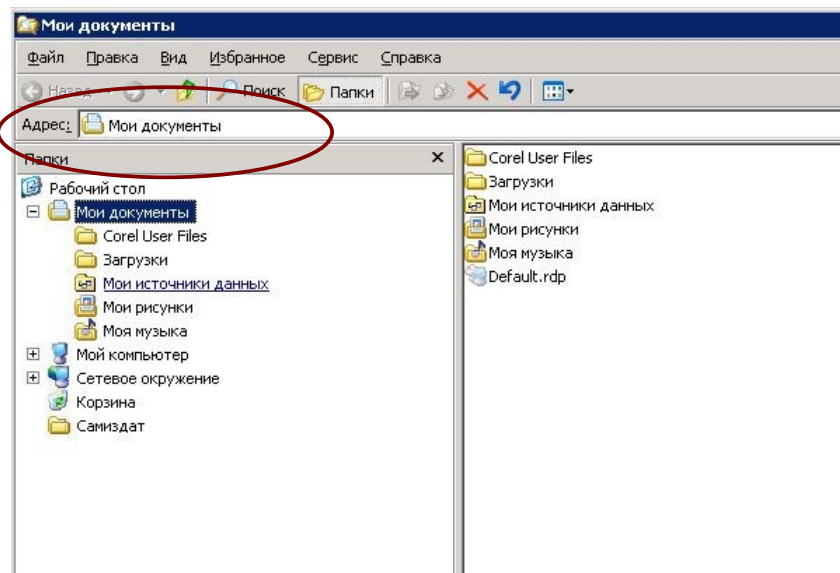 Мои документы
Файл Правка Вид Избранное Сервис Справка
Назад Поиск Папки
Адрес: Мои документы
Папки
Рабочий стол
Мои документы
Corel User Files
Загрузки
Мои источники данных
Мои рисунки
Моя музыка
Мой компьютер
Сетевое окружение
Корзина
Самиздат
Corel User Files
Загрузки
Мои источники данных
Мои рисунки
Моя музыка
Default.rdp